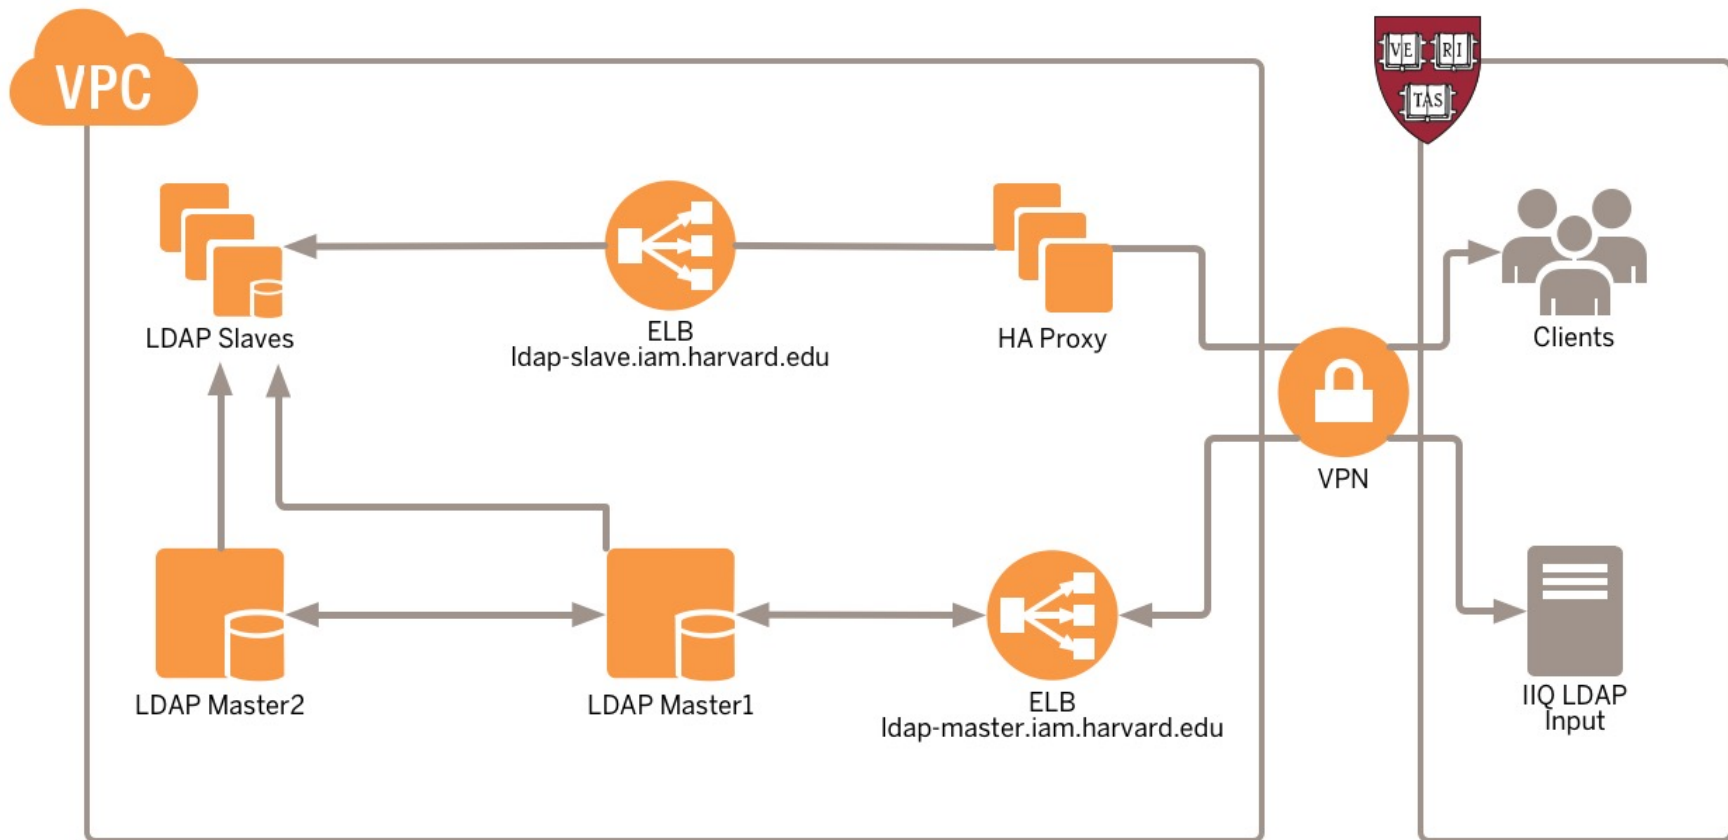 VPC
VE RI
TAS
LDAP Slaves
ELB
ldap-slave.iam.harvard.edu
HA Proxy
Clients
VPN
LDAP Master2
LDAP Master1
ELB
ldap-master.iam.harvard.edu
IIQ LDAP
Input